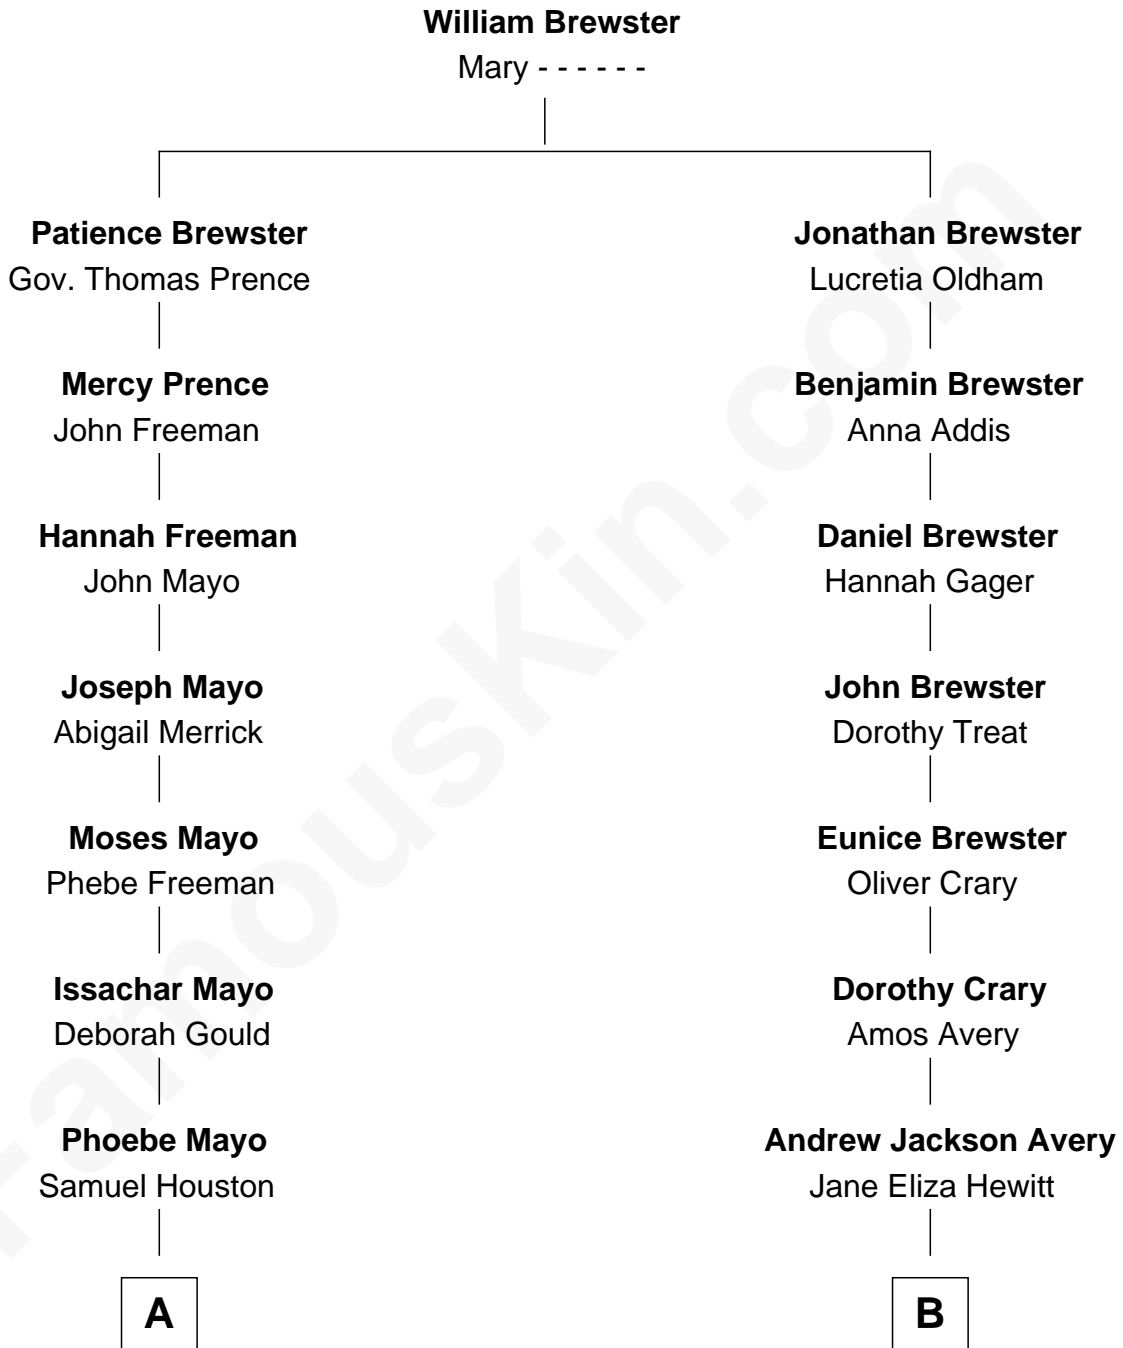 William Brewster
Mary - - - - - -
Patience Brewster
Gov. Thomas Prence
Jonathan Brewster
Lucretia Oldham
Mercy Prence
John Freeman
Benjamin Brewster
Anna Addis
Hannah Freeman
John Mayo
Daniel Brewster
Hannah Gager
Joseph Mayo
Abigail Merrick
John Brewster
Dorothy Treat
Moses Mayo
Phebe Freeman
Eunice Brewster
Oliver Crary
Issachar Mayo
Deborah Gould
Dorothy Crary
Amos Avery
Phoebe Mayo
Samuel Houston
Andrew Jackson Avery
Jane Eliza Hewitt
A
B
FamousKin.com